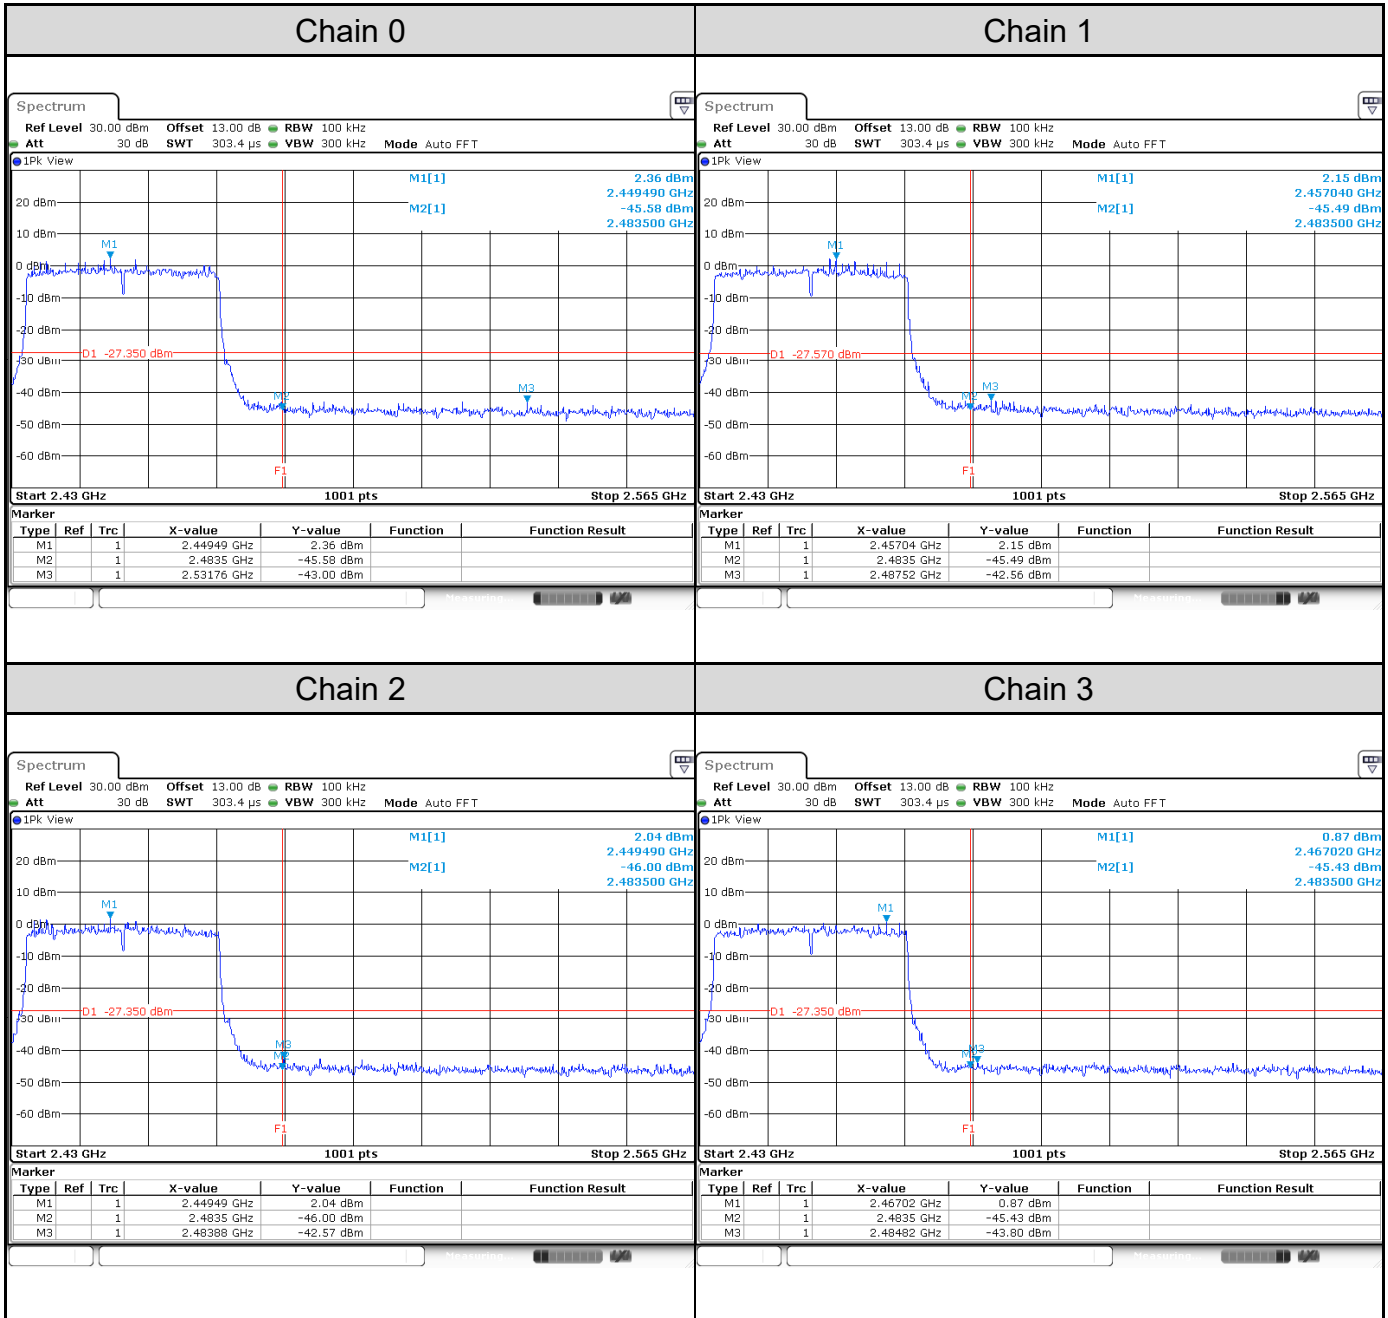 Chain 0
Spectrum
Ref Level 30.00 dBm Offset 13.00 dB RBW 100 kHz
Att 30 dB SWT 303.4 µs VBW 300 kHz Mode Auto FFT
1Pk View
M1[1] 2.36 dBm
2.449490 GHz
M2[1] -45.58 dBm
2.483500 GHz
20 dBm
10 dBm
M1
0 dBm
-10 dBm
-20 dBm
D1 -27.350 dBm
-30 dBm
M3
-40 dBm
M2
-50 dBm
-60 dBm
F1
Start 2.43 GHz 1001 pts Stop 2.565 GHz
Marker
Type Ref Trc X-value Y-value Function Function Result
M1 1 2.44949 GHz 2.36 dBm
M2 1 2.4835 GHz -45.58 dBm
M3 1 2.53176 GHz -43.00 dBm
Measuring
Chain 1
Spectrum
Ref Level 30.00 dBm Offset 13.00 dB RBW 100 kHz
Att 30 dB SWT 303.4 µs VBW 300 kHz Mode Auto FFT
1Pk View
M1[1] 2.15 dBm
2.457040 GHz
M2[1] -45.49 dBm
2.483500 GHz
20 dBm
10 dBm
M1
0 dBm
-10 dBm
-20 dBm
D1 -27.570 dBm
-30 dBm
M3
-40 dBm
M2
-50 dBm
-60 dBm
F1
Start 2.43 GHz 1001 pts Stop 2.565 GHz
Marker
Type Ref Trc X-value Y-value Function Function Result
M1 1 2.45704 GHz 2.15 dBm
M2 1 2.4835 GHz -45.49 dBm
M3 1 2.48752 GHz -42.56 dBm
Measuring
Chain 2
Spectrum
Ref Level 30.00 dBm Offset 13.00 dB RBW 100 kHz
Att 30 dB SWT 303.4 µs VBW 300 kHz Mode Auto FFT
1Pk View
M1[1] 2.04 dBm
2.449490 GHz
M2[1] -46.00 dBm
2.483500 GHz
20 dBm
10 dBm
M1
0 dBm
-10 dBm
-20 dBm
D1 -27.350 dBm
-30 dBm
M3
-40 dBm
M2
-50 dBm
-60 dBm
F1
Start 2.43 GHz 1001 pts Stop 2.565 GHz
Marker
Type Ref Trc X-value Y-value Function Function Result
M1 1 2.44949 GHz 2.04 dBm
M2 1 2.4835 GHz -46.00 dBm
M3 1 2.48388 GHz -42.57 dBm
Measuring
Chain 3
Spectrum
Ref Level 30.00 dBm Offset 13.00 dB RBW 100 kHz
Att 30 dB SWT 303.4 µs VBW 300 kHz Mode Auto FFT
1Pk View
M1[1] 0.87 dBm
2.467020 GHz
M2[1] -45.43 dBm
2.483500 GHz
20 dBm
10 dBm
M1
0 dBm
-10 dBm
-20 dBm
D1 -27.350 dBm
-30 dBm
-40 dBm
M2 M3
-50 dBm
-60 dBm
F1
Start 2.43 GHz 1001 pts Stop 2.565 GHz
Marker
Type Ref Trc X-value Y-value Function Function Result
M1 1 2.46702 GHz 0.87 dBm
M2 1 2.4835 GHz -45.43 dBm
M3 1 2.48482 GHz -43.80 dBm
Measuring